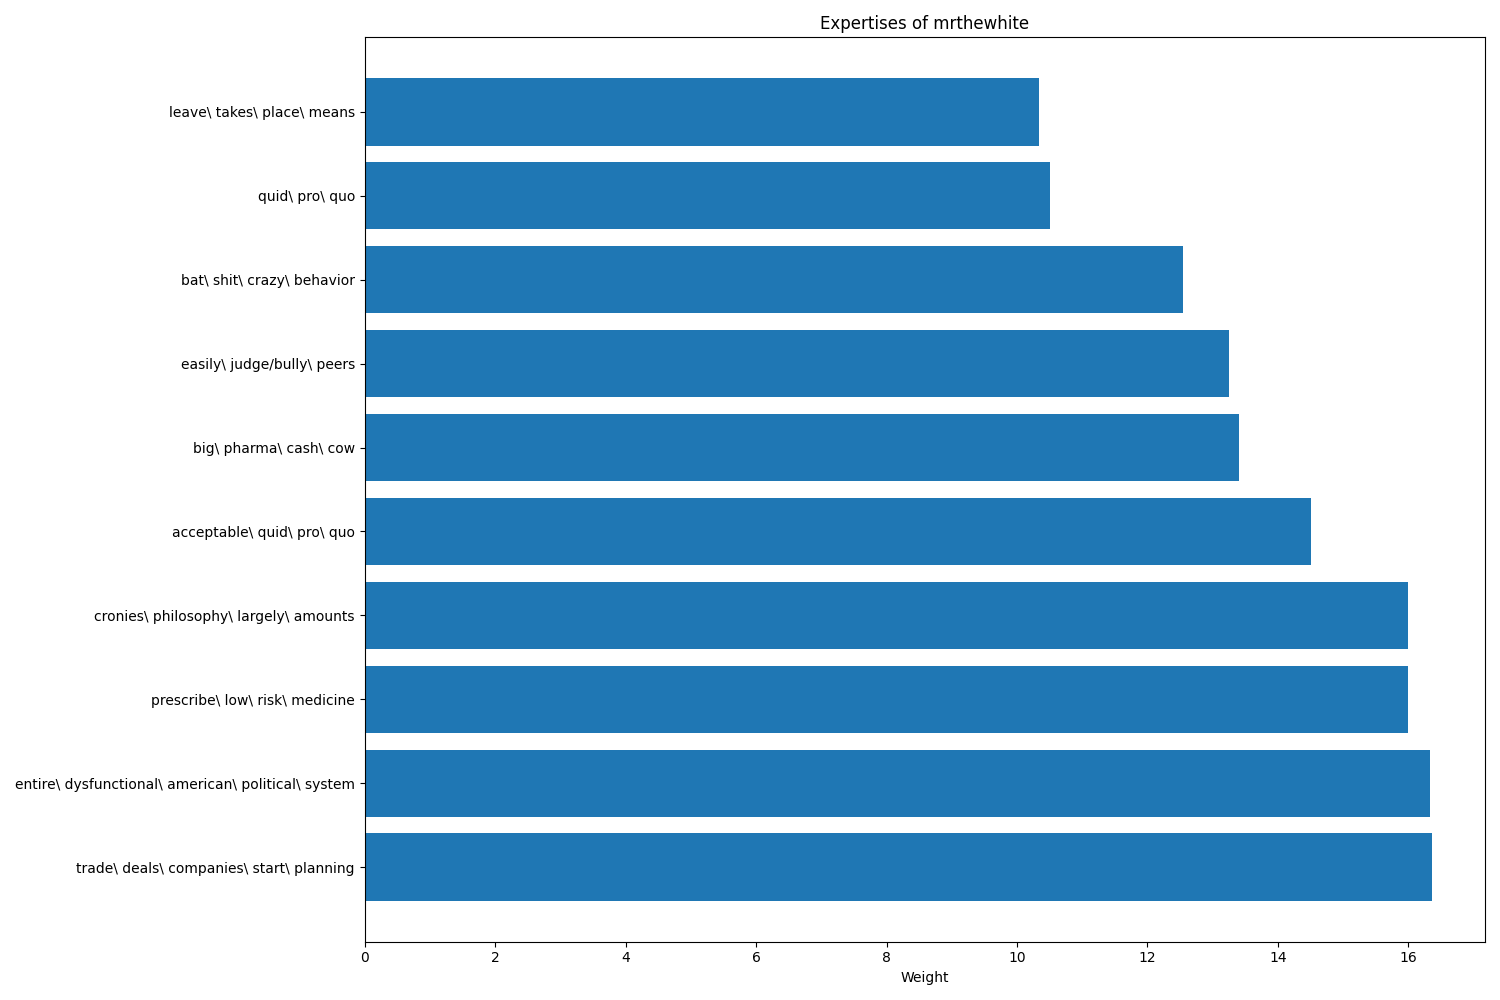 Expertises of mrthewhite
leave\ takes\ place\ means
quid\ pro\ quo
bat\ shit\ crazy\ behavior
easily\ judge/bully\ peers
big\ pharma\ cash\ cow
acceptable\ quid\ pro\ quo
cronies\ philosophy\ largely\ amounts
prescribe\ low\ risk\ medicine
entire\ dysfunctional\ american\ political\ system
trade\ deals\ companies\ start\ planning
0 2 4 6 8 10 12 14 16
Weight